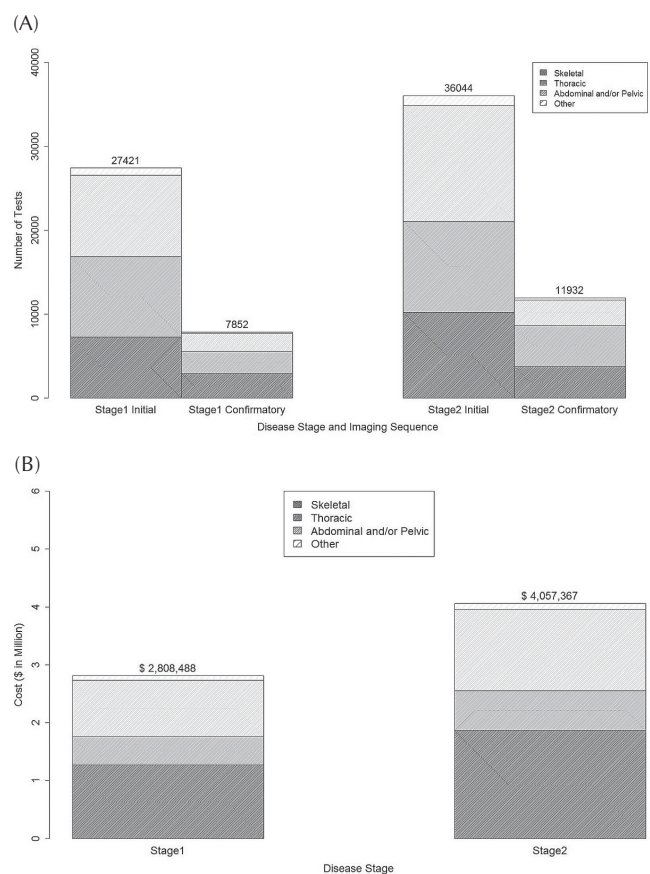 (A)
40000
30000
20000
10000
0
Number of Tests
27421
7852
36044
11932
Skeletal
Thoracic
Abdominal and/or Pelvic
Other
Stage1 Initial
Stage1 Confirmatory
Stage2 Initial
Stage2 Confirmatory
Disease Stage and Imaging Sequence
(B)
6
5
4
3
2
1
0
Cost ($ in Million)
Skeletal
Thoracic
Abdominal and/or Pelvic
Other
$ 2,808,488
$ 4,057,367
Stage1
Stage2
Disease Stage